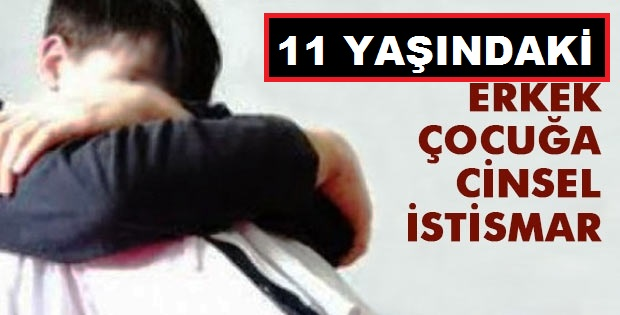 11 YAŞINDAKİ
ERKEK
ÇOCUĞA
CİNSEL
İSTİSMAR